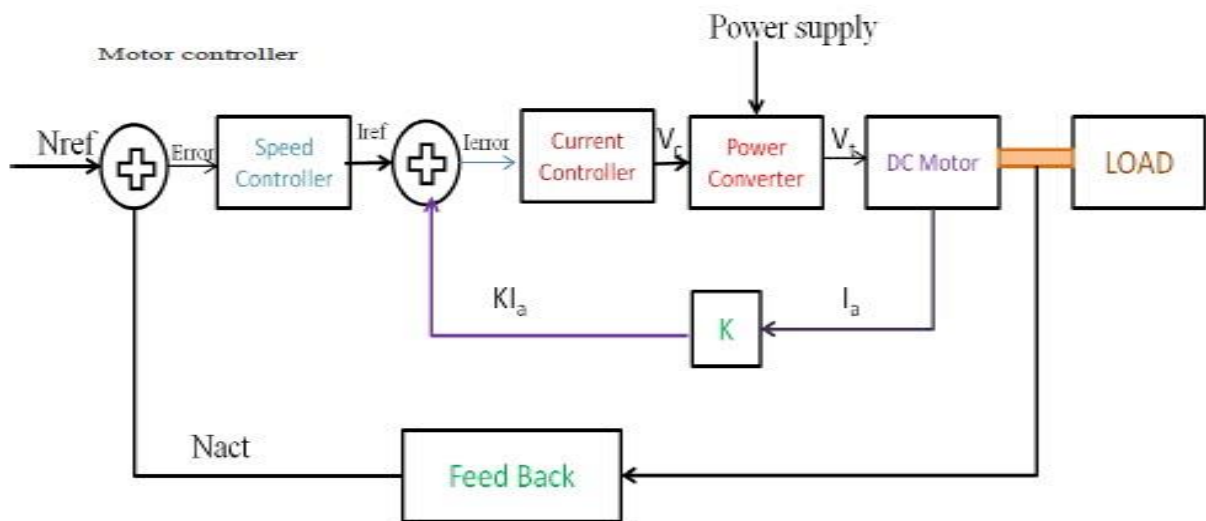 Power supply
Motor controller
Nref
Error
Speed
Controller
Iref
Ierror
Current
Controller
Vc
Power
Converter
Vt
DC Motor
LOAD
KIa
K
Ia
Nact
Feed Back